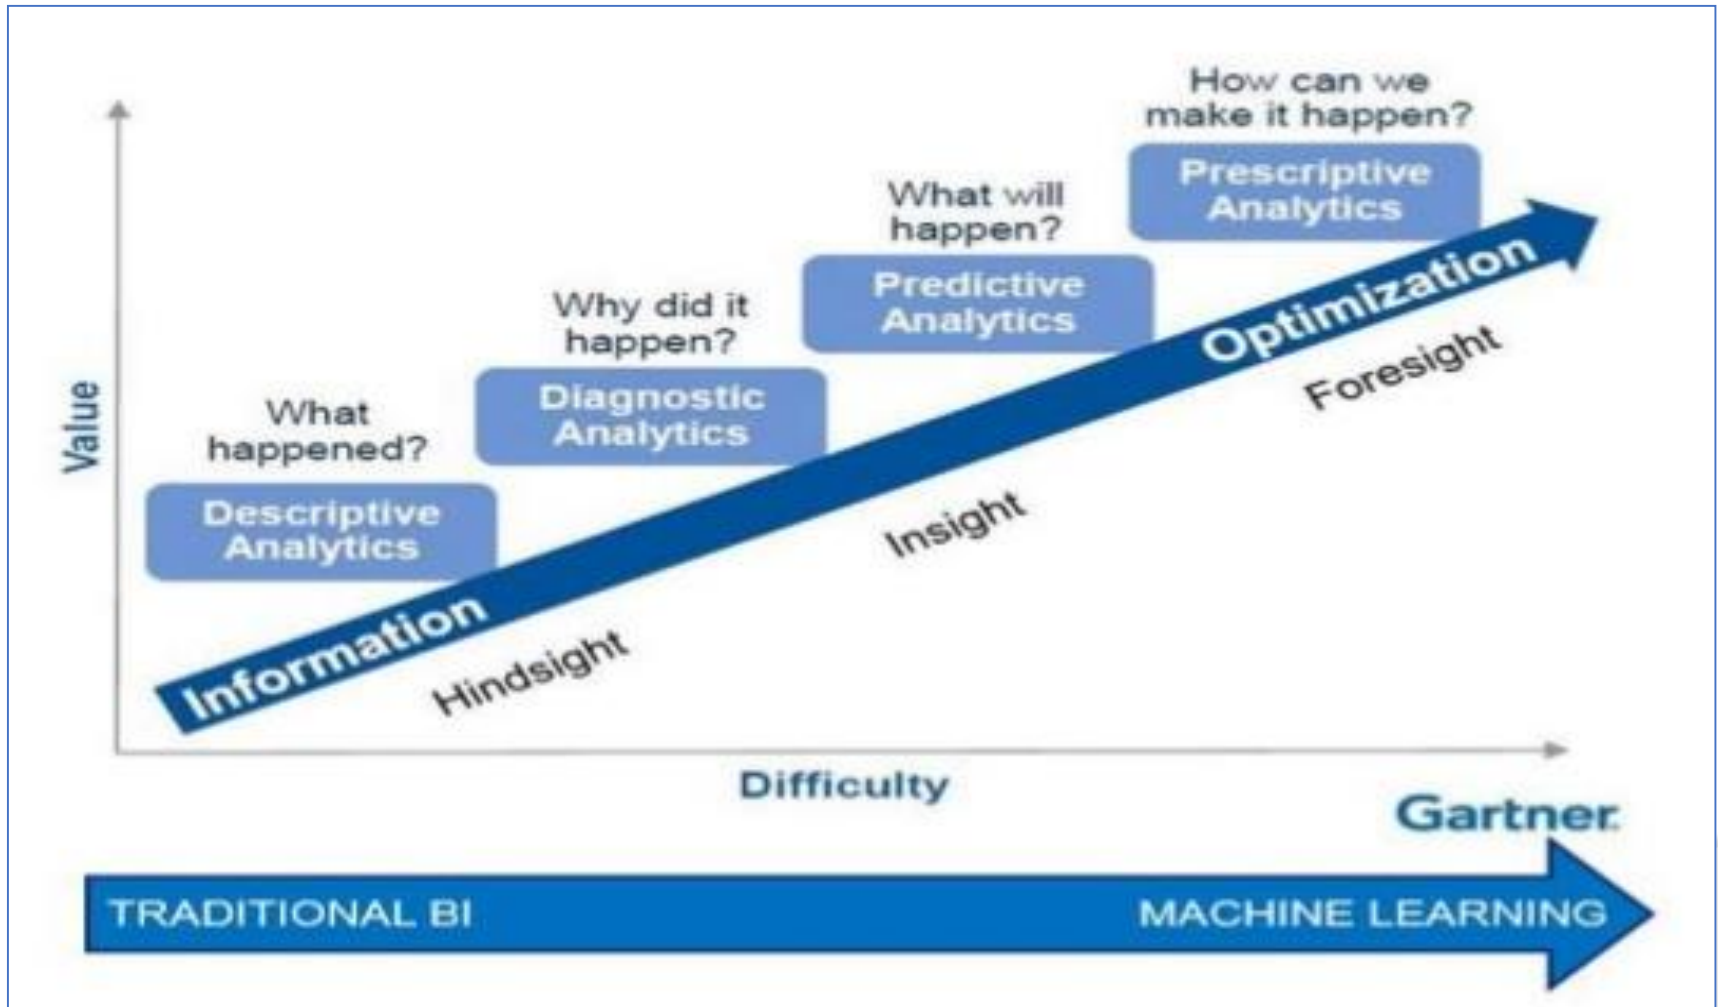 How can we
make it happen?
Prescriptive
Analytics
What will
happen?
Predictive
Analytics
Why did it
happen?
Diagnostic
Analytics
What
happened?
Descriptive
Analytics
Value
Information
Optimization
Hindsight
Insight
Foresight
Difficulty
Gartner
TRADITIONAL BI
MACHINE LEARNING